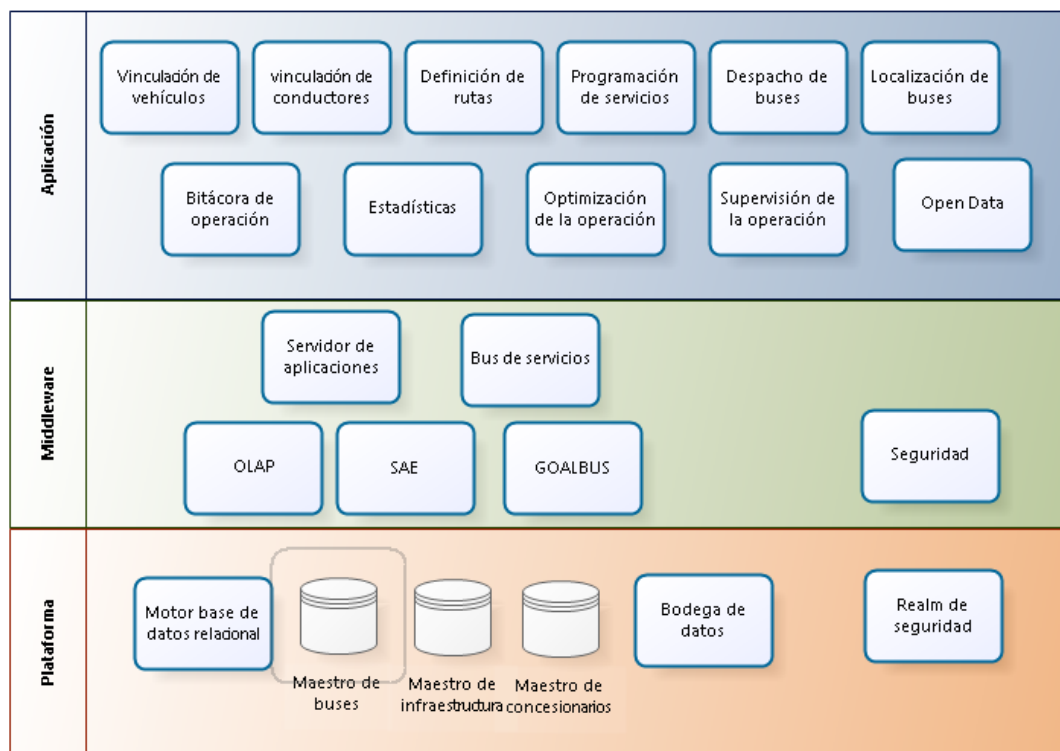 Aplicación
Vinculación de
vehículos
vinculación de
conductores
Definición de
rutas
Programación
de servicios
Despacho de
buses
Localización de
buses
Bitácora de
operación
Estadísticas
Optimización
de la operación
Supervisión de
la operación
Open Data
Middleware
Servidor de
aplicaciones
Bus de servicios
OLAP
SAE
GOALBUS
Seguridad
Plataforma
Motor base de
datos relacional
Maestro de
buses
Maestro de
infraestructura
Maestro de
concesionarios
Bodega de
datos
Realm de
seguridad